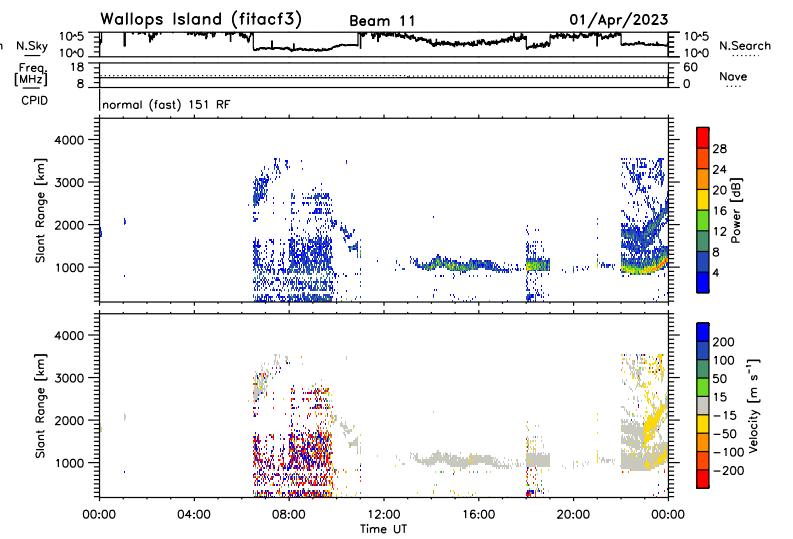 Wallops Island (fitacf3) Beam 11 01/Apr/2023
N.Sky 10^5 10^0 10^5 10^0 N.Search
Freq. [MHz] 18 8 60 0 Nave
CPID normal (fast) 151 RF
Slant Range [km] 4000 3000 2000 1000
28 24 20 16 12 8 4 Power [dB]
Slant Range [km] 4000 3000 2000 1000
200 100 50 15 −15 −50 −100 −200 Velocity [m s⁻¹]
00:00 04:00 08:00 12:00 16:00 20:00 00:00
Time UT